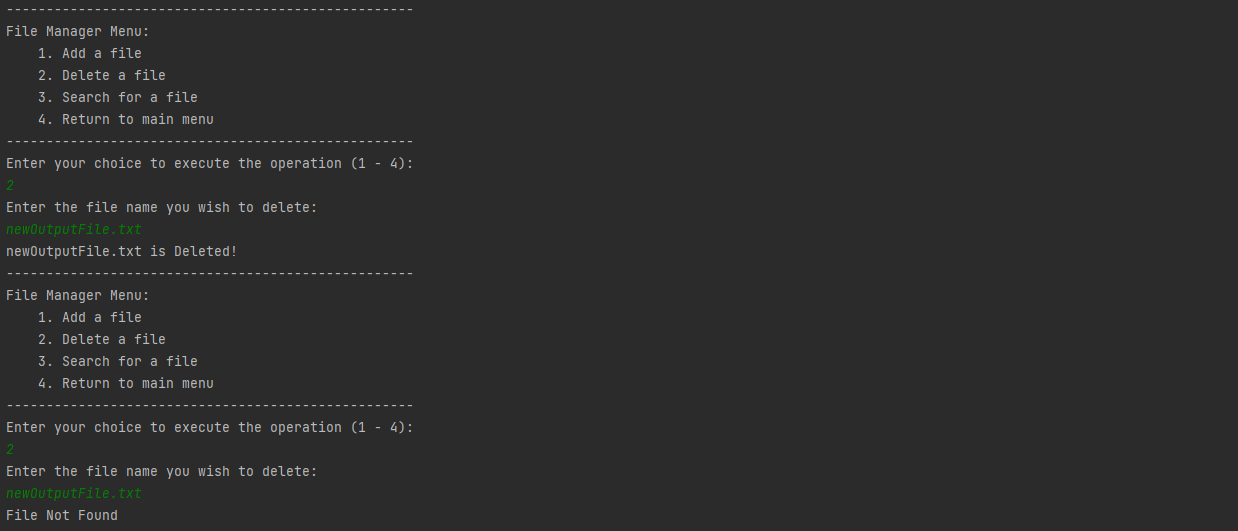 ---------------------------------------------------
File Manager Menu:
    1. Add a file
    2. Delete a file
    3. Search for a file
    4. Return to main menu
---------------------------------------------------
Enter your choice to execute the operation (1 - 4):
2
Enter the file name you wish to delete:
newOutputFile.txt
newOutputFile.txt is Deleted!
---------------------------------------------------
File Manager Menu:
    1. Add a file
    2. Delete a file
    3. Search for a file
    4. Return to main menu
---------------------------------------------------
Enter your choice to execute the operation (1 - 4):
2
Enter the file name you wish to delete:
newOutputFile.txt
File Not Found